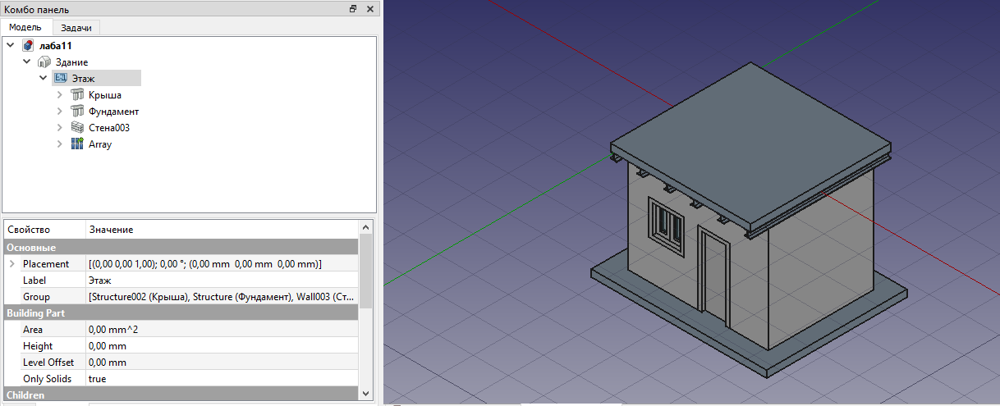 Комбо панель
Модель Задачи
лаба11
Здание
Этаж
Крыша
Фундамент
Стена003
Array
Свойство Значение
Основные
Placement [(0,00 0,00 1,00); 0,00 °; (0,00 mm 0,00 mm 0,00 mm)]
Label Этаж
Group [Structure002 (Крыша), Structure (Фундамент), Wall003 (Ст...
Building Part
Area 0,00 mm^2
Height 0,00 mm
Level Offset 0,00 mm
Only Solids true
Children